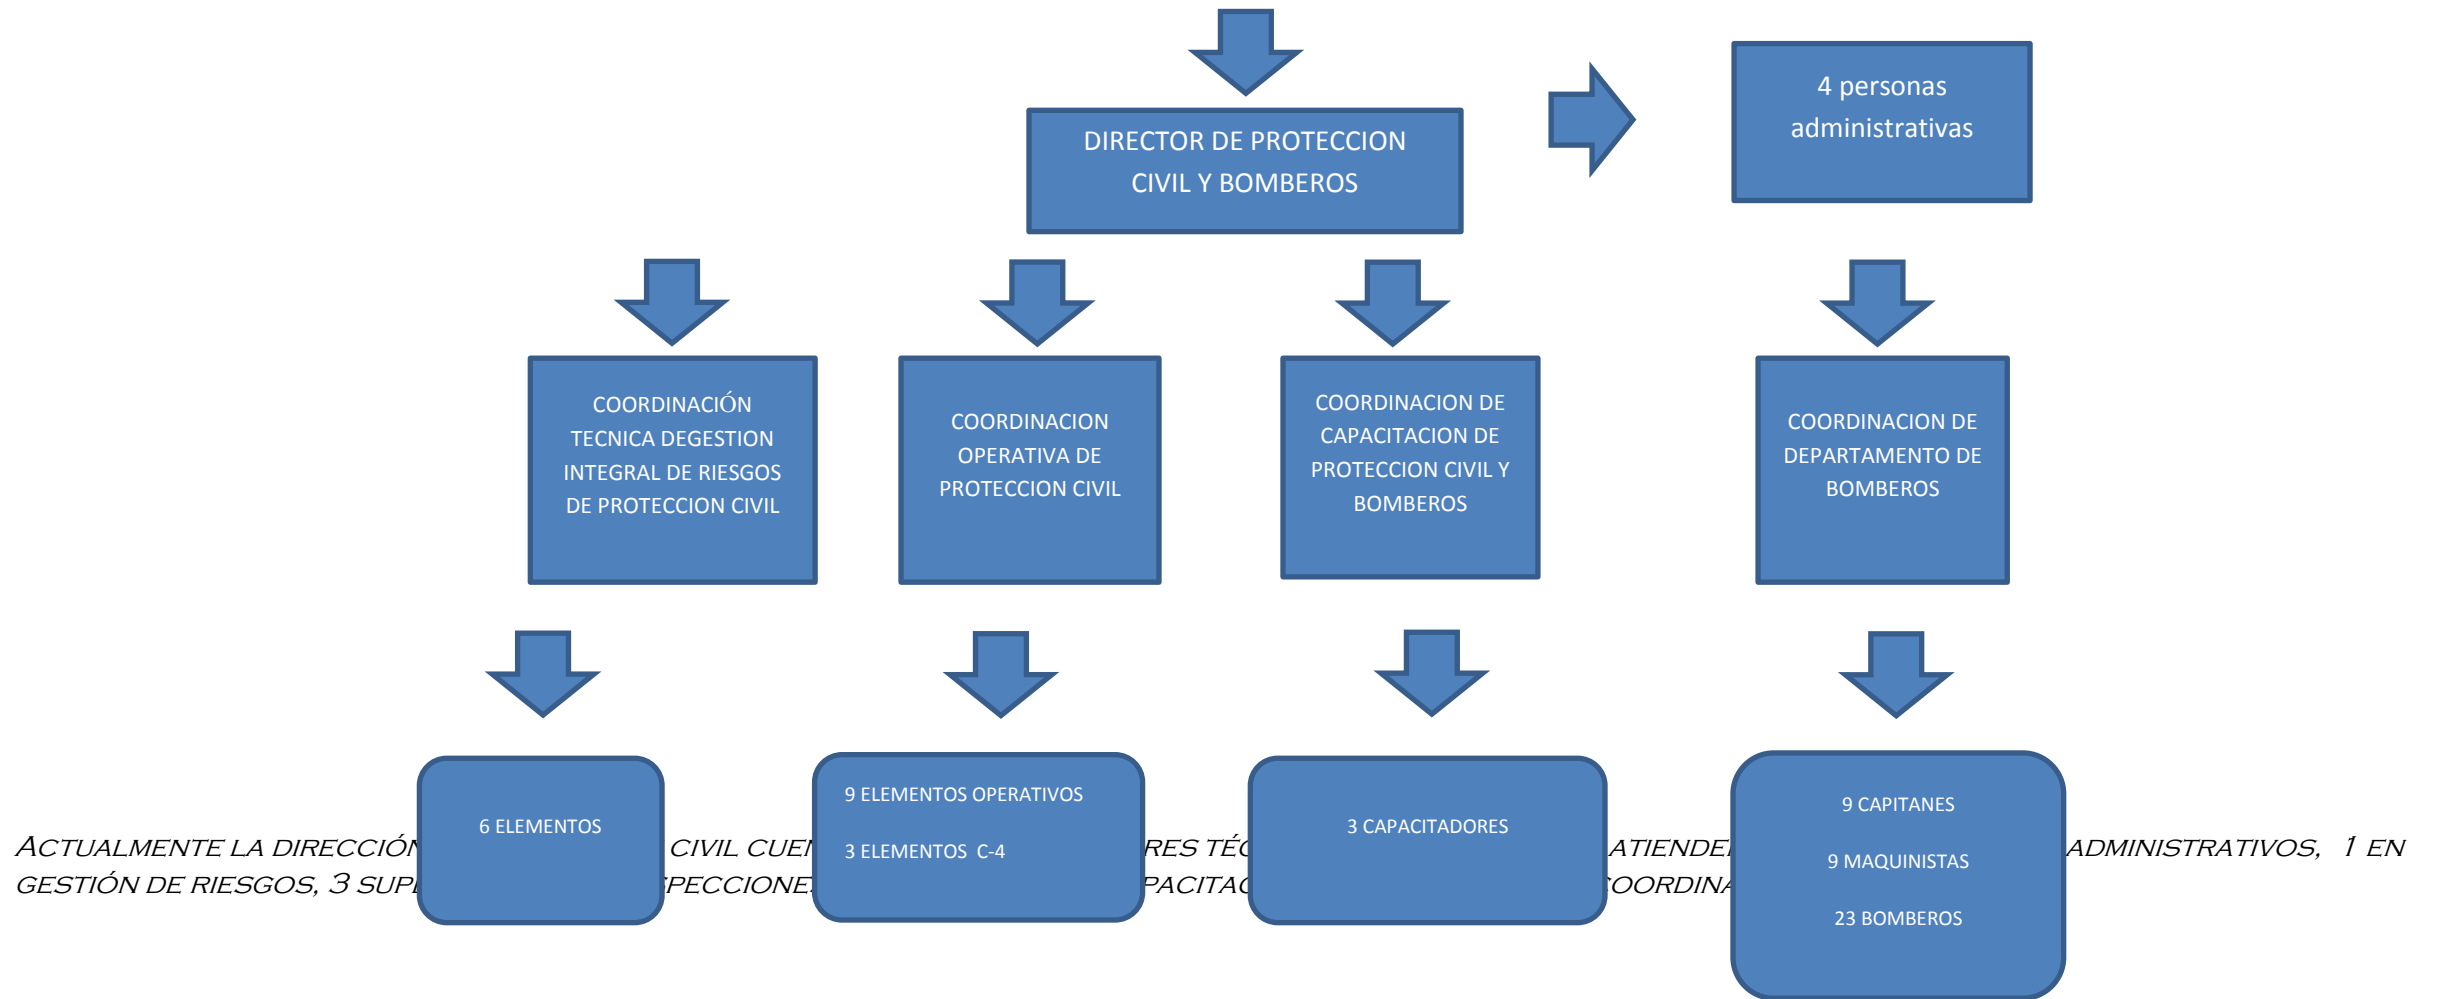 4 personas
administrativas
DIRECTOR DE PROTECCION
CIVIL Y BOMBEROS
COORDINACIÓN
TECNICA DEGESTION
INTEGRAL DE RIESGOS
DE PROTECCION CIVIL
COORDINACION
OPERATIVA DE
PROTECCION CIVIL
COORDINACION DE
CAPACITACION DE
PROTECCION CIVIL Y
BOMBEROS
COORDINACION DE
DEPARTAMENTO DE
BOMBEROS
6 ELEMENTOS
9 ELEMENTOS OPERATIVOS
3 ELEMENTOS C-4
3 CAPACITADORES
9 CAPITANES
9 MAQUINISTAS
23 BOMBEROS
ACTUALMENTE LA DIRECCIÓN CIVIL ADMINISTRATIVOS, 1 EN
GESTIÓN DE RIESGOS, 3